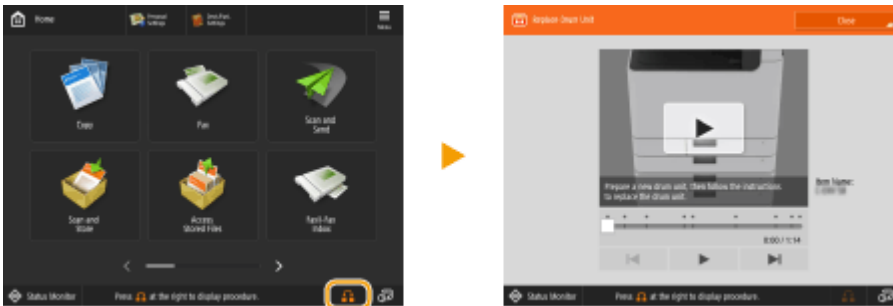 Home
Personal
Settings
Dest./Fwd.
Settings
Menu
Copy
Fax
Scan and
Send
Scan and
Store
Access
Stored Files
Fax/I-Fax
Inbox
Status Monitor
Press at the right to display procedure.
Replace Drum Unit
Close
Prepare a new drum unit, then follow the instructions
to replace the drum unit.
Item Name:
0:00 / 1:14
Status Monitor
Press at the right to display procedure.